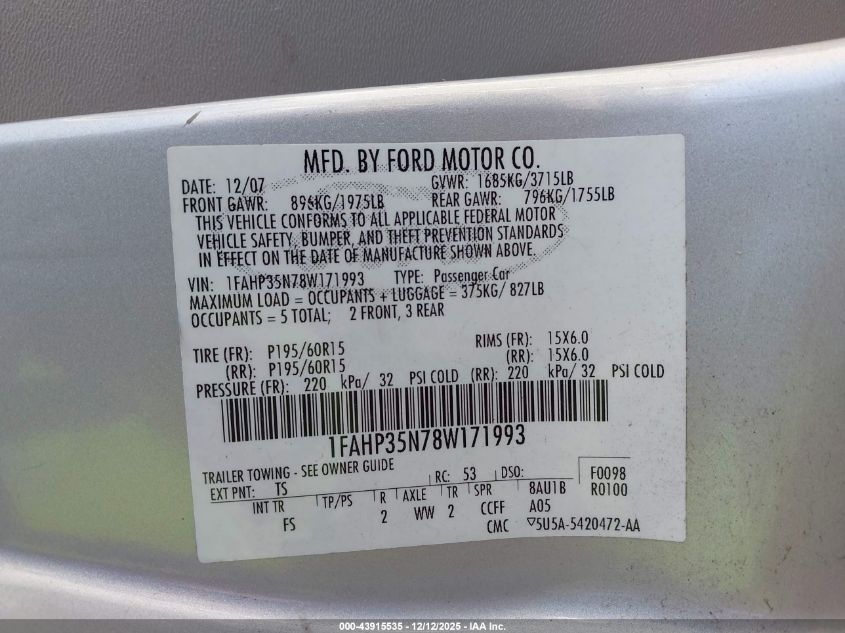 MFD. BY FORD MOTOR CO.
DATE: 12/07 GVWR: 1685KG/3715LB
FRONT GAWR: 896KG/1975LB REAR GAWR: 796KG/1755LB
THIS VEHICLE CONFORMS TO ALL APPLICABLE FEDERAL MOTOR
VEHICLE SAFETY, BUMPER, AND THEFT PREVENTION STANDARDS
IN EFFECT ON THE DATE OF MANUFACTURE SHOWN ABOVE.
VIN: 1FAHP35N78W171993 TYPE: Passenger Car
MAXIMUM LOAD = OCCUPANTS + LUGGAGE = 375KG/ 827LB
OCCUPANTS = 5 TOTAL; 2 FRONT, 3 REAR
TIRE (FR): P195/60R15 RIMS (FR): 15X6.0
(RR): P195/60R15 (RR): 15X6.0
PRESSURE (FR): 220 kPa/ 32 PSI COLD (RR): 220 kPa/ 32 PSI COLD
1FAHP35N78W171993
TRAILER TOWING - SEE OWNER GUIDE
EXT PNT: TS RC: 53 DSO: F0098
INT TR TP/PS R AXLE TR SPR 8AU1B R0100
FS 2 WW 2 CCFF A05
CMC ▽5U5A-5420472-AA
000-43915535 - 12/12/2025 - IAA Inc.